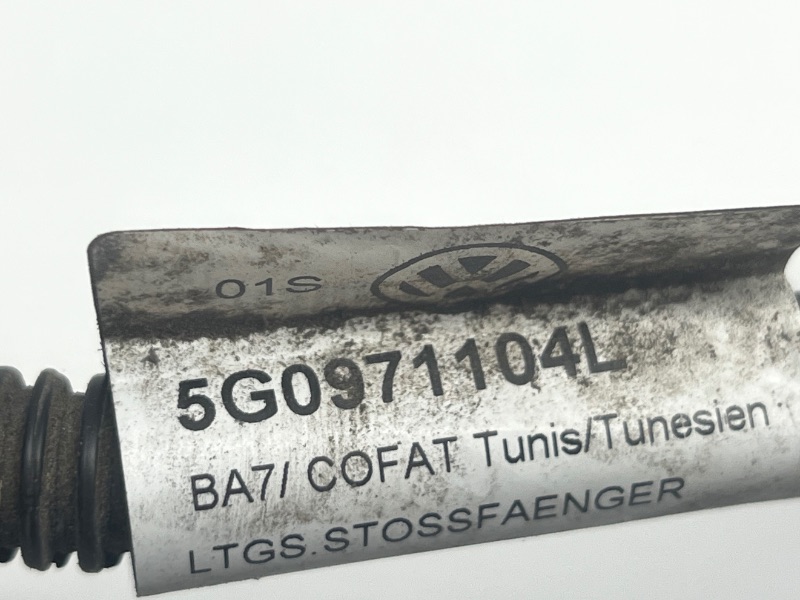 01S
5G0971104L
BA7/ COFAT Tunis/Tunesien
LTGS.STOSSFAENGER